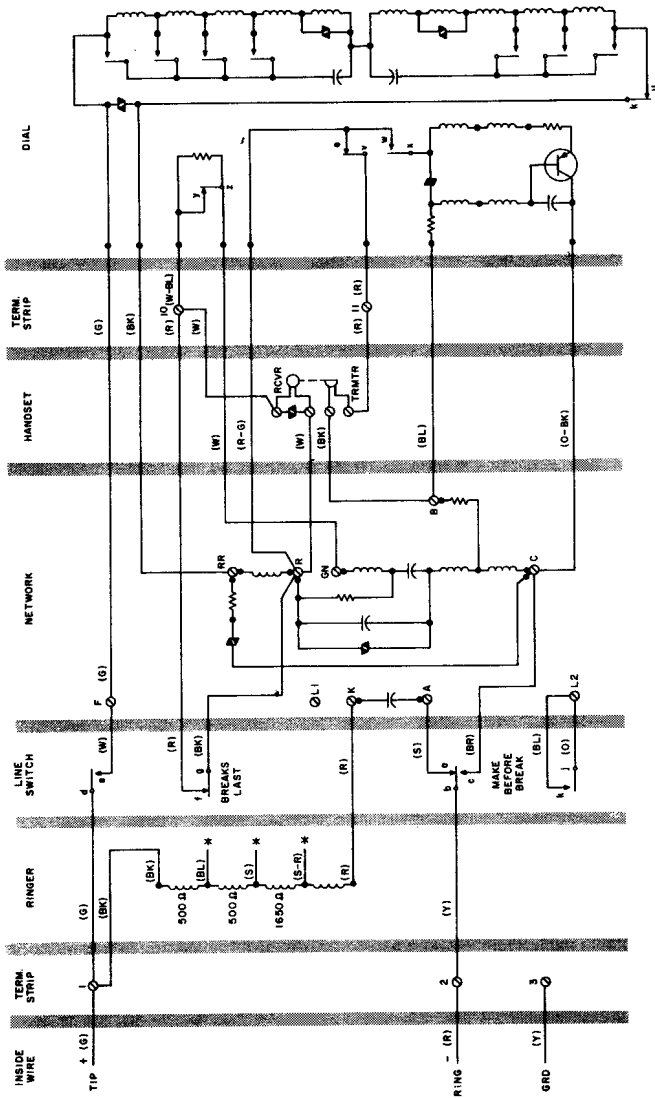 INSIDE WIRE
TERM. STRIP
RINGER
LINE SWITCH
NETWORK
HANDSET
TERM. STRIP
DIAL
+ (G)
TIP
1
(G)
(BK)
d
e
(W)
F
(G)
(G)
(BK)
(BK)
500 Ω
(BL) *
500 Ω
(S) *
1650 Ω
(S-R) *
(R)
f
g
BREAKS LAST
(R)
(BK)
(R)
L1
K
A
(S)
RR
R
GN
B
C
(W)
(R-G)
(W)
(BK)
RCVR
TRMTR
(R) 10 (W-BL)
(W)
(R) 11 (R)
(BL)
(O-BK)
y
z
v
w
x
k
- (R)
RING
2
(Y)
b
a
c
(BR)
MAKE BEFORE BREAK
(BL)
(O)
k
j
L2
(Y)
GRD
3